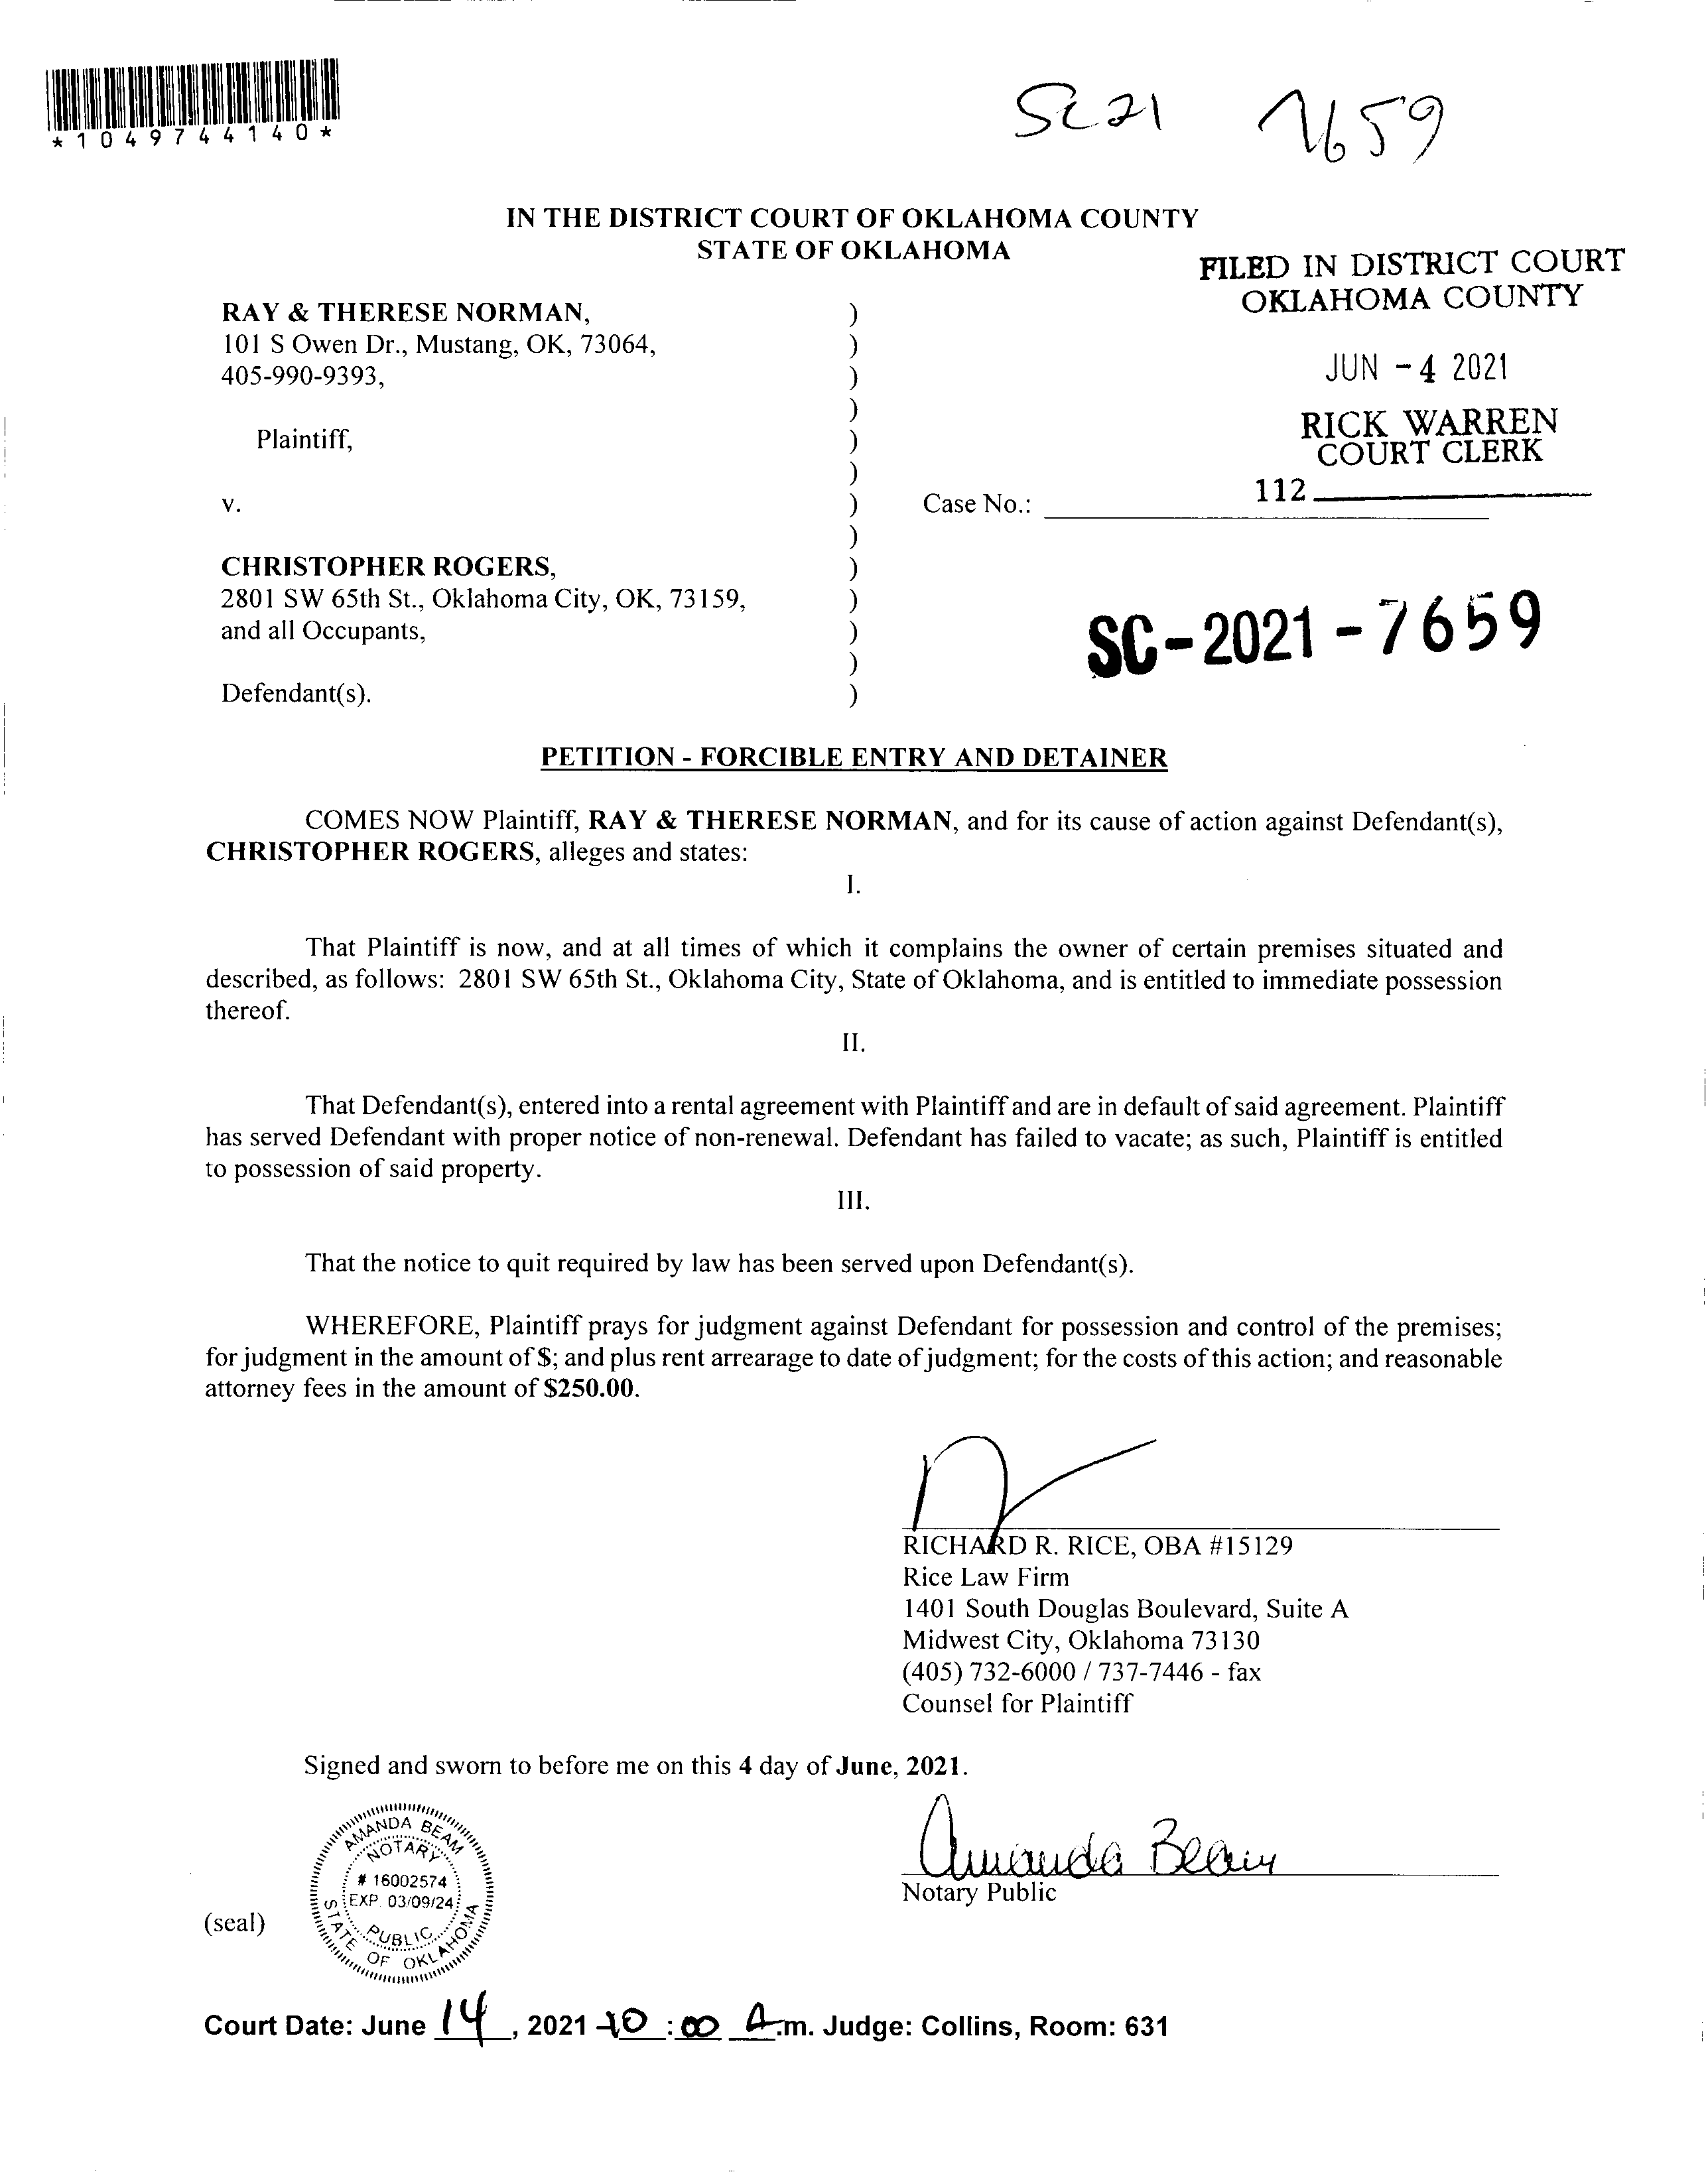 *1049744140*
SC21 7659
IN THE DISTRICT COURT OF OKLAHOMA COUNTY
STATE OF OKLAHOMA
FILED IN DISTRICT COURT
OKLAHOMA COUNTY
JUN -4 2021
RICK WARREN
COURT CLERK
112
RAY & THERESE NORMAN, )
101 S Owen Dr., Mustang, OK, 73064, )
405-990-9393, )
)
Plaintiff, )
)
v. ) Case No.:
)
CHRISTOPHER ROGERS, )
2801 SW 65th St., Oklahoma City, OK, 73159, )
and all Occupants, )
)
Defendant(s). )
SC-2021-7659
PETITION - FORCIBLE ENTRY AND DETAINER
COMES NOW Plaintiff, RAY & THERESE NORMAN, and for its cause of action against Defendant(s),
CHRISTOPHER ROGERS, alleges and states:
I.
That Plaintiff is now, and at all times of which it complains the owner of certain premises situated and
described, as follows: 2801 SW 65th St., Oklahoma City, State of Oklahoma, and is entitled to immediate possession
thereof.
II.
That Defendant(s), entered into a rental agreement with Plaintiff and are in default of said agreement. Plaintiff
has served Defendant with proper notice of non-renewal. Defendant has failed to vacate; as such, Plaintiff is entitled
to possession of said property.
III.
That the notice to quit required by law has been served upon Defendant(s).
WHEREFORE, Plaintiff prays for judgment against Defendant for possession and control of the premises;
for judgment in the amount of $; and plus rent arrearage to date of judgment; for the costs of this action; and reasonable
attorney fees in the amount of $250.00.
RICHARD R. RICE, OBA #15129
Rice Law Firm
1401 South Douglas Boulevard, Suite A
Midwest City, Oklahoma 73130
(405) 732-6000 / 737-7446 - fax
Counsel for Plaintiff
Signed and sworn to before me on this 4 day of June, 2021.
Amanda Beam
Notary Public
(seal)
AMANDA BEAM
NOTARY
# 16002574
EXP. 03/09/24
PUBLIC
STATE OF OKLAHOMA
Court Date: June 14, 2021 10:00 A.m. Judge: Collins, Room: 631